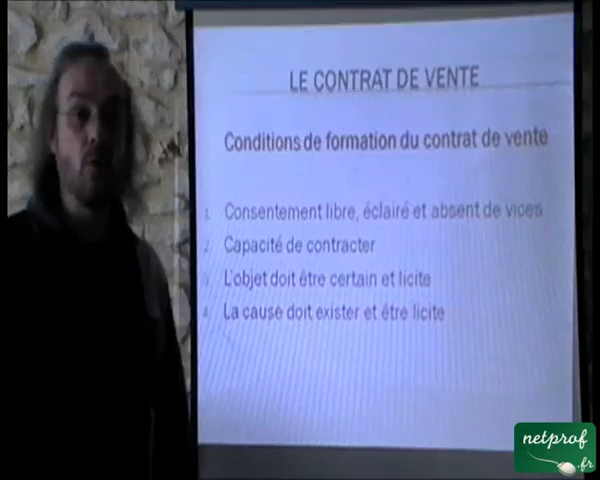 LE CONTRAT DE VENTE
Conditions de formation du contrat de vente
1. Consentement libre, éclairé et absent de vices
2. Capacité de contracter
3. L'objet doit être certain et licite
4. La cause doit exister et être licite
netprof
.fr